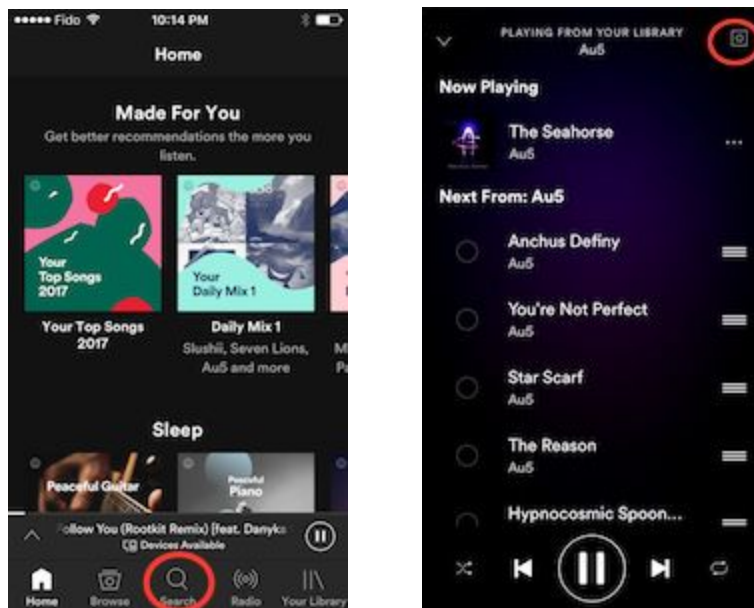 Fido 10:14 PM
Home
Made For You
Get better recommendations the more you
listen.
Your
Top Songs
2017
Your
Daily Mix 1
Your Top Songs
2017
Daily Mix 1
Slushii, Seven Lions,
Au5 and more
M
Pa
Sleep
Peaceful Guitar
Peaceful
Piano
ollow You (Rootkit Remix) [feat. Danyka
Devices Available
Home Browse Search Radio Your Library
PLAYING FROM YOUR LIBRARY
Au5
Now Playing
The Seahorse
Au5
Next From: Au5
Anchus Definy
Au5
You're Not Perfect
Au5
Star Scarf
Au5
The Reason
Au5
Hypnocosmic Spoon...